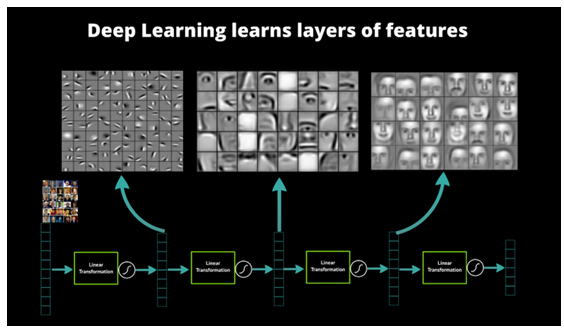 Deep Learning learns layers of features
Linear
Transformation
Linear
Transformation
Linear
Transformation
Linear
Transformation